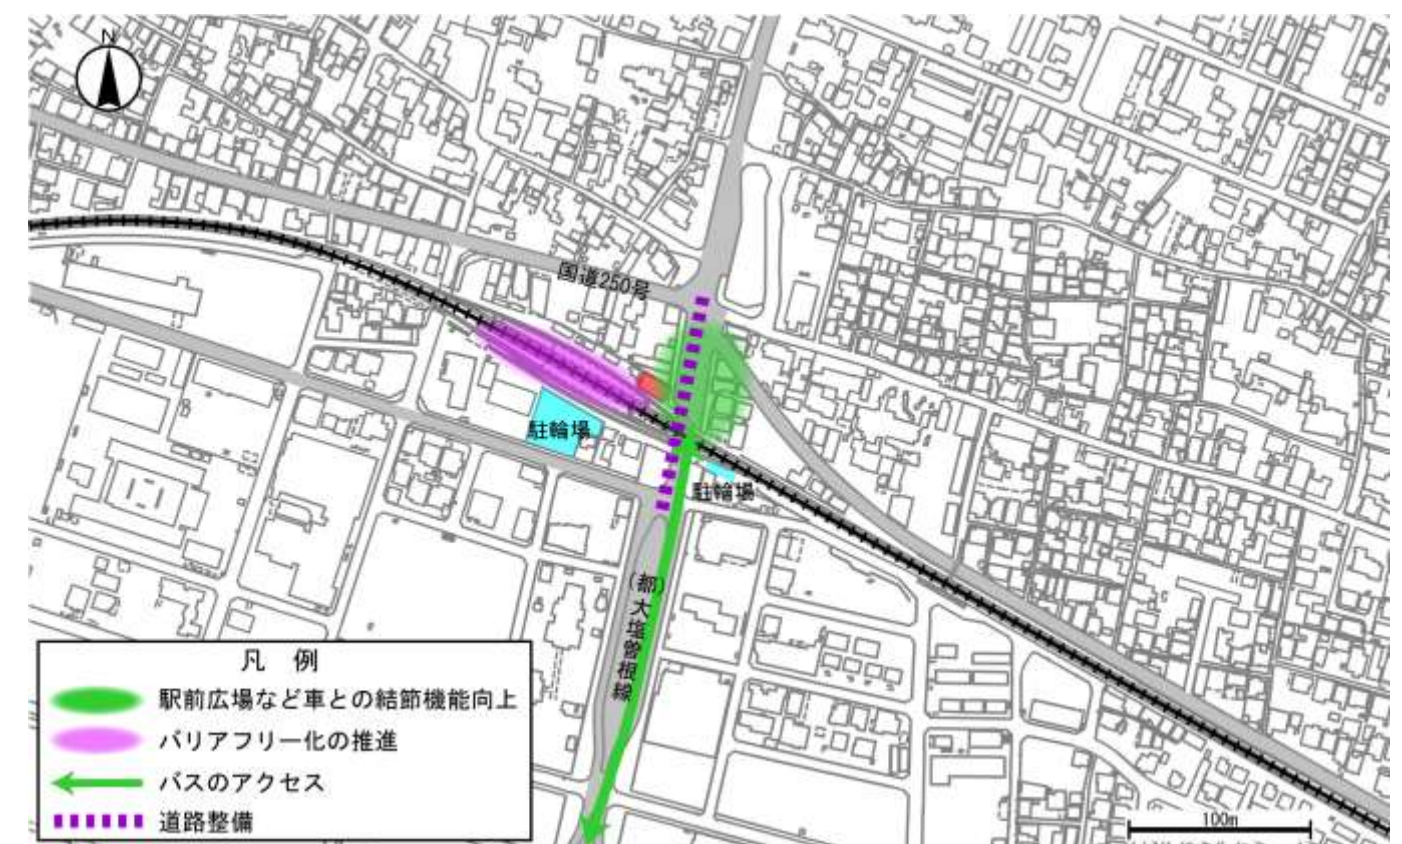 N
国道250号
駐輪場
駐輪場
(都)大塩曽根線
凡 例
駅前広場など車との結節機能向上
バリアフリー化の推進
バスのアクセス
道路整備
100m